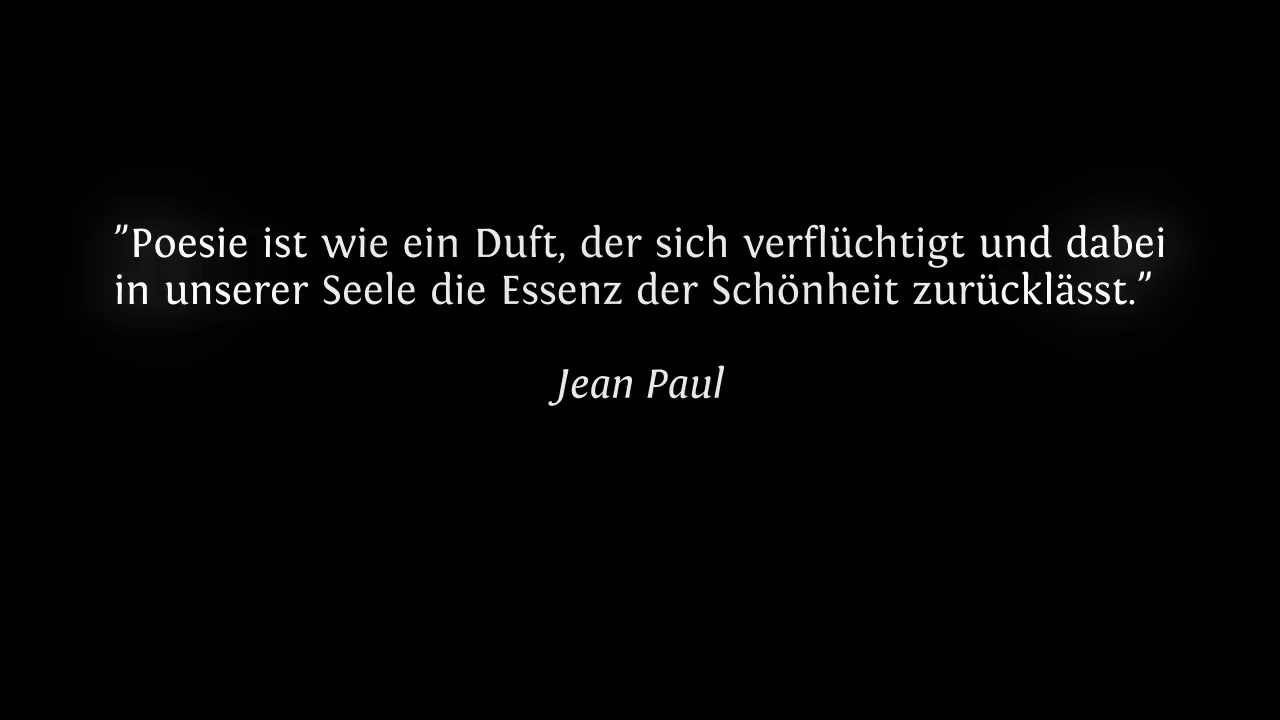 "Poesie ist wie ein Duft, der sich verflüchtigt und dabei
in unserer Seele die Essenz der Schönheit zurücklässt."
Jean Paul